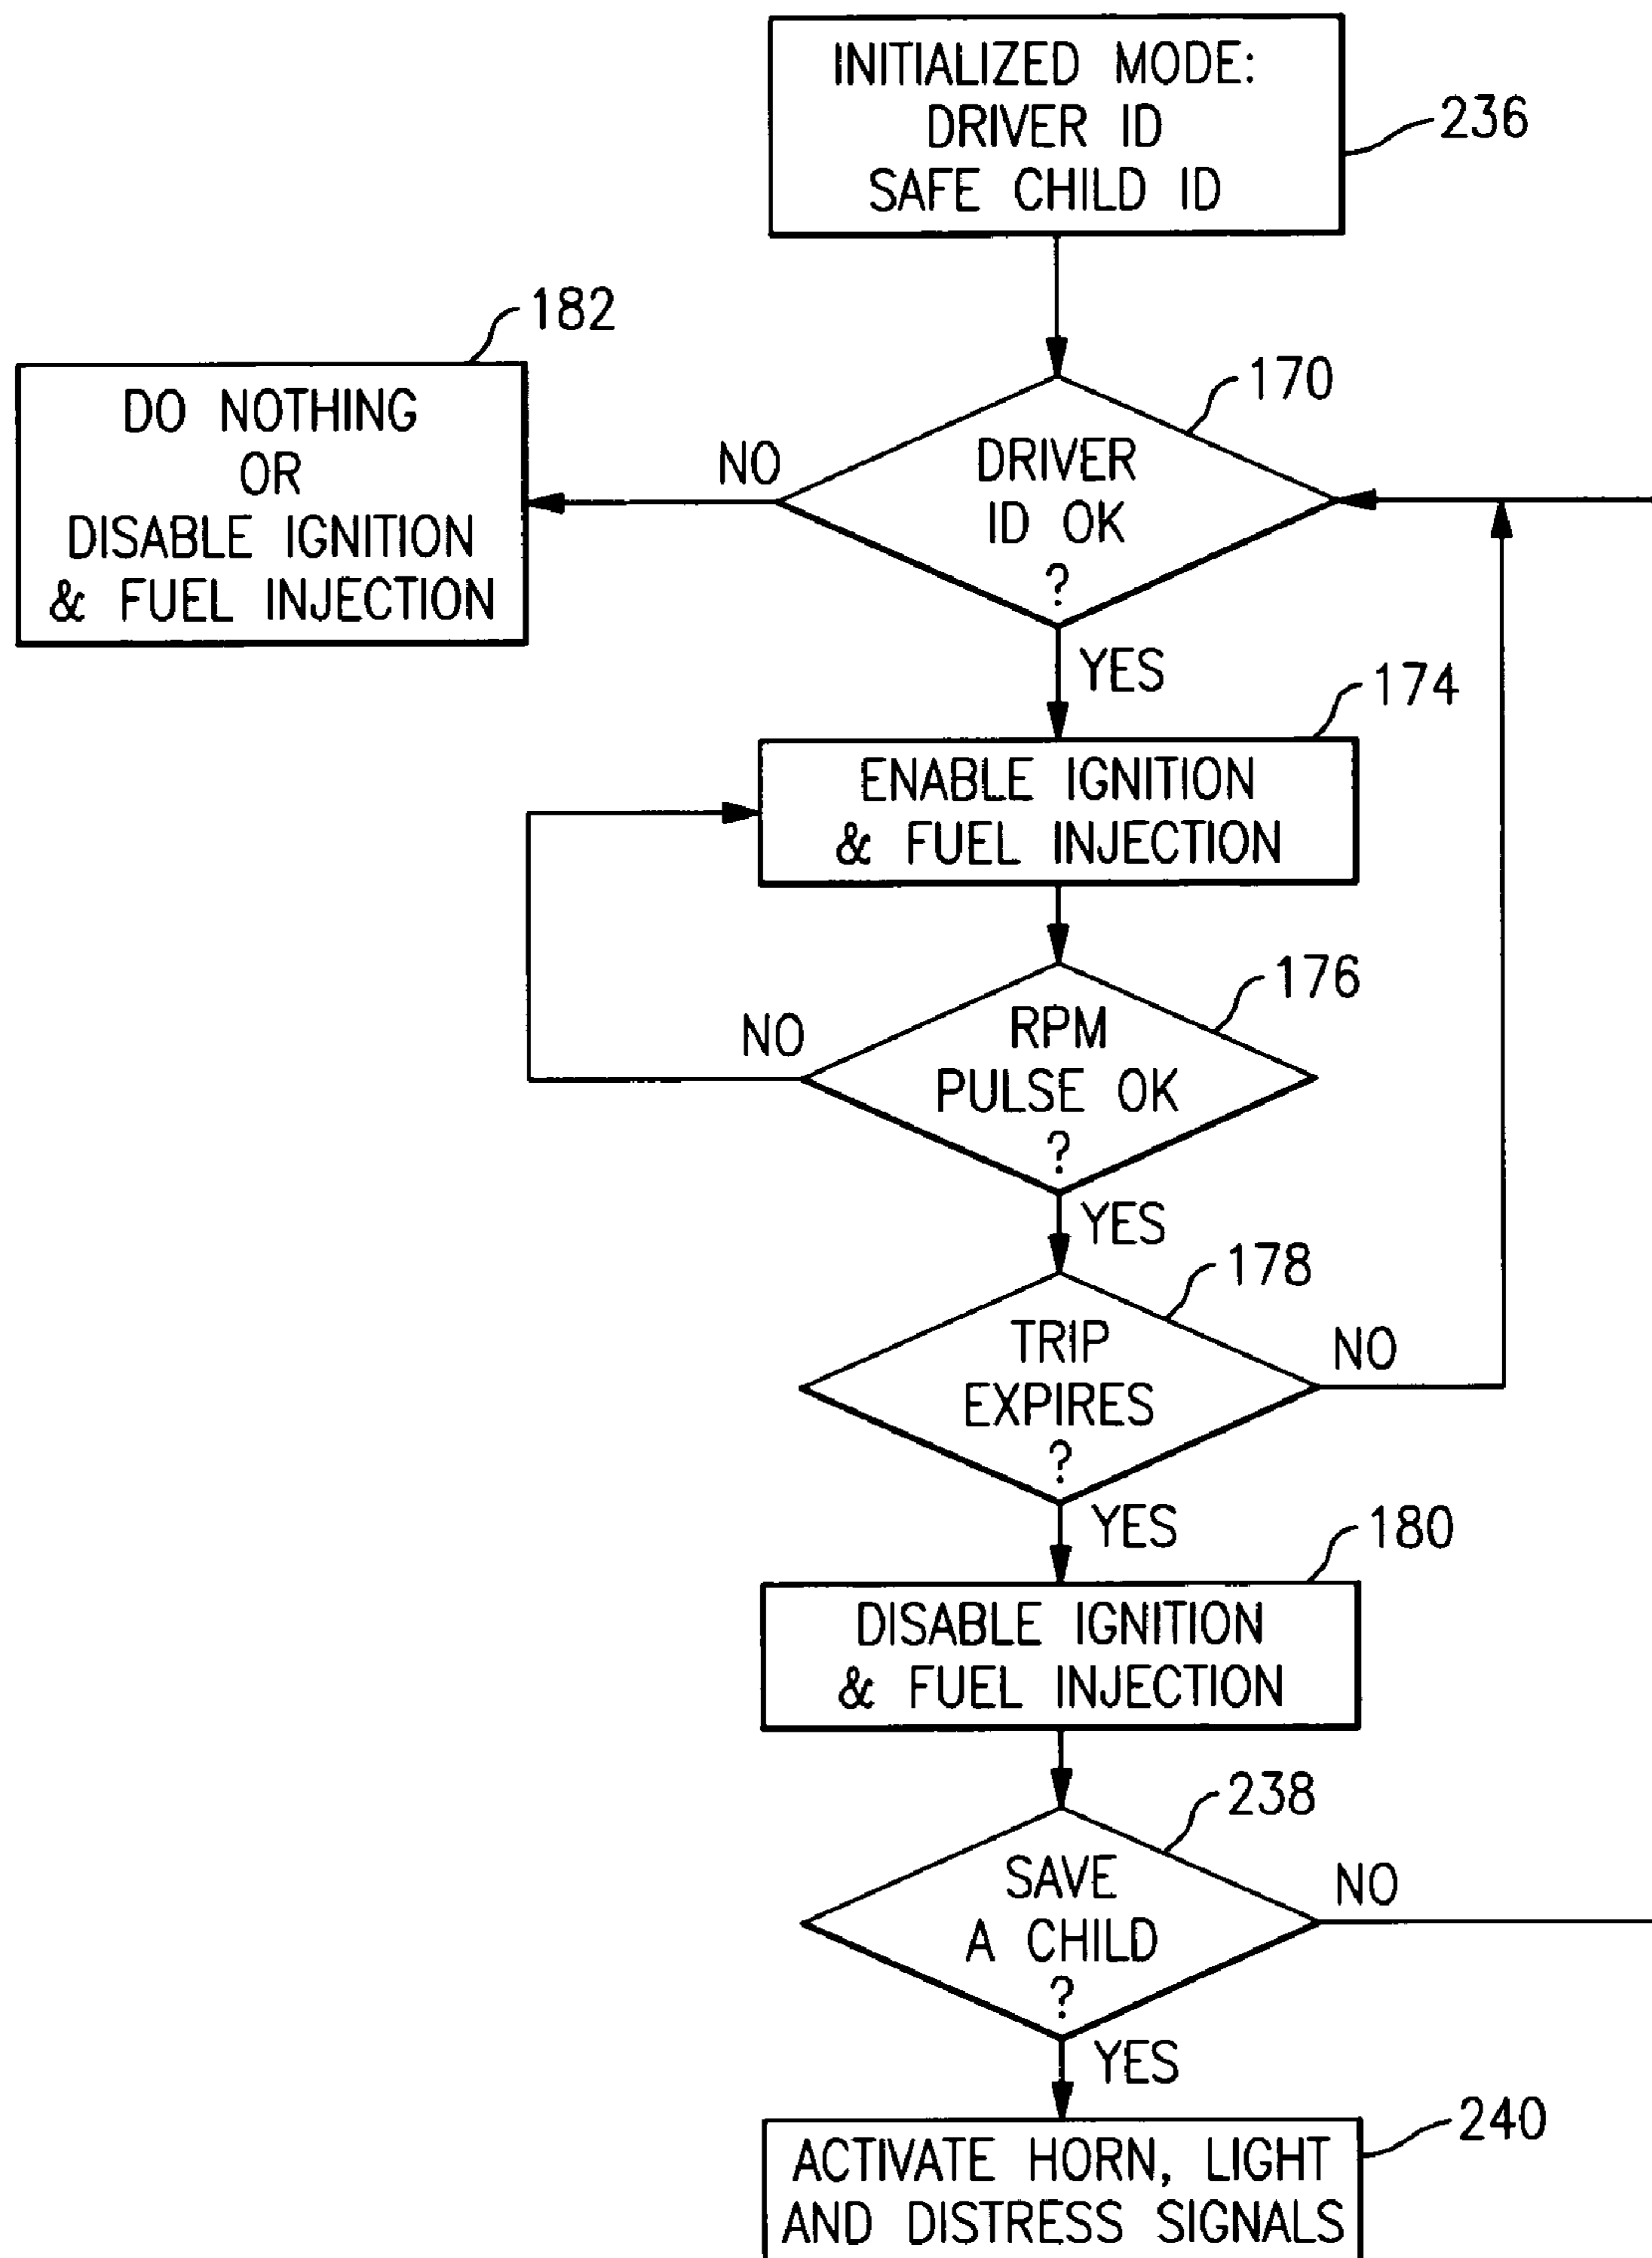 INITIALIZED MODE:
DRIVER ID
SAFE CHILD ID
236
182
DO NOTHING
OR
DISABLE IGNITION
& FUEL INJECTION
170
NO
DRIVER
ID OK
?
YES
174
ENABLE IGNITION
& FUEL INJECTION
176
NO
RPM
PULSE OK
?
YES
178
TRIP
EXPIRES
?
NO
YES
180
DISABLE IGNITION
& FUEL INJECTION
238
SAVE
A CHILD
?
NO
YES
240
ACTIVATE HORN, LIGHT
AND DISTRESS SIGNALS